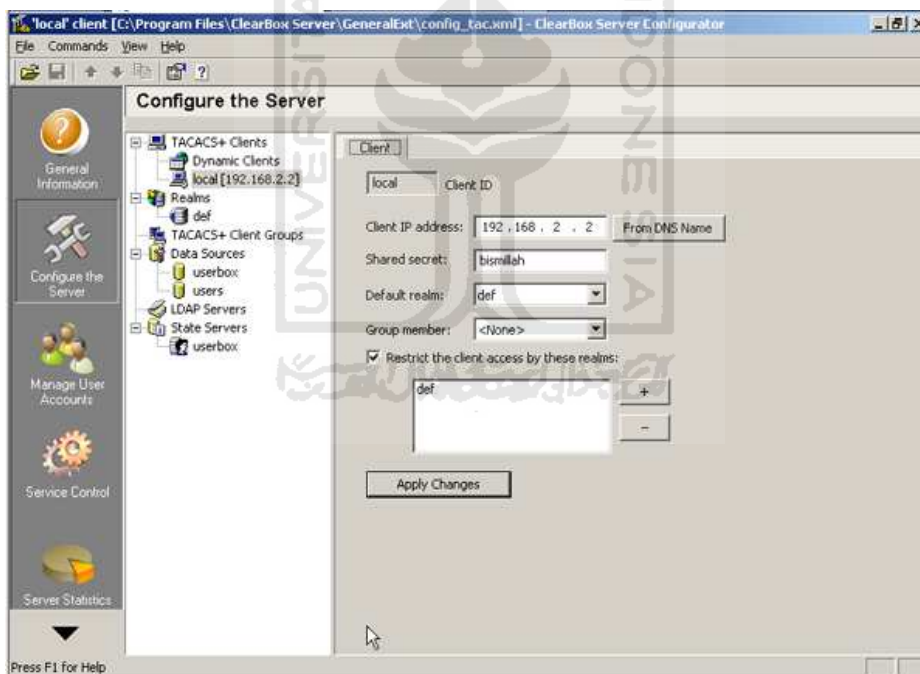 'local' client [C:\Program Files\ClearBox Server\GeneralExt\config_tac.xml] - ClearBox Server Configurator
File Commands View Help
Configure the Server
General
Information
Configure the
Server
Manage User
Accounts
Service Control
Server Statistics
TACACS+ Clients
Dynamic Clients
local [192.168.2.2]
Realms
def
TACACS+ Client Groups
Data Sources
userbox
users
LDAP Servers
State Servers
userbox
Client
local Client ID
Client IP address: 192 . 168 . 2 . 2 From DNS Name
Shared secret: bismillah
Default realm: def
Group member: <None>
Restrict the client access by these realms:
def
+
-
Apply Changes
Press F1 for Help